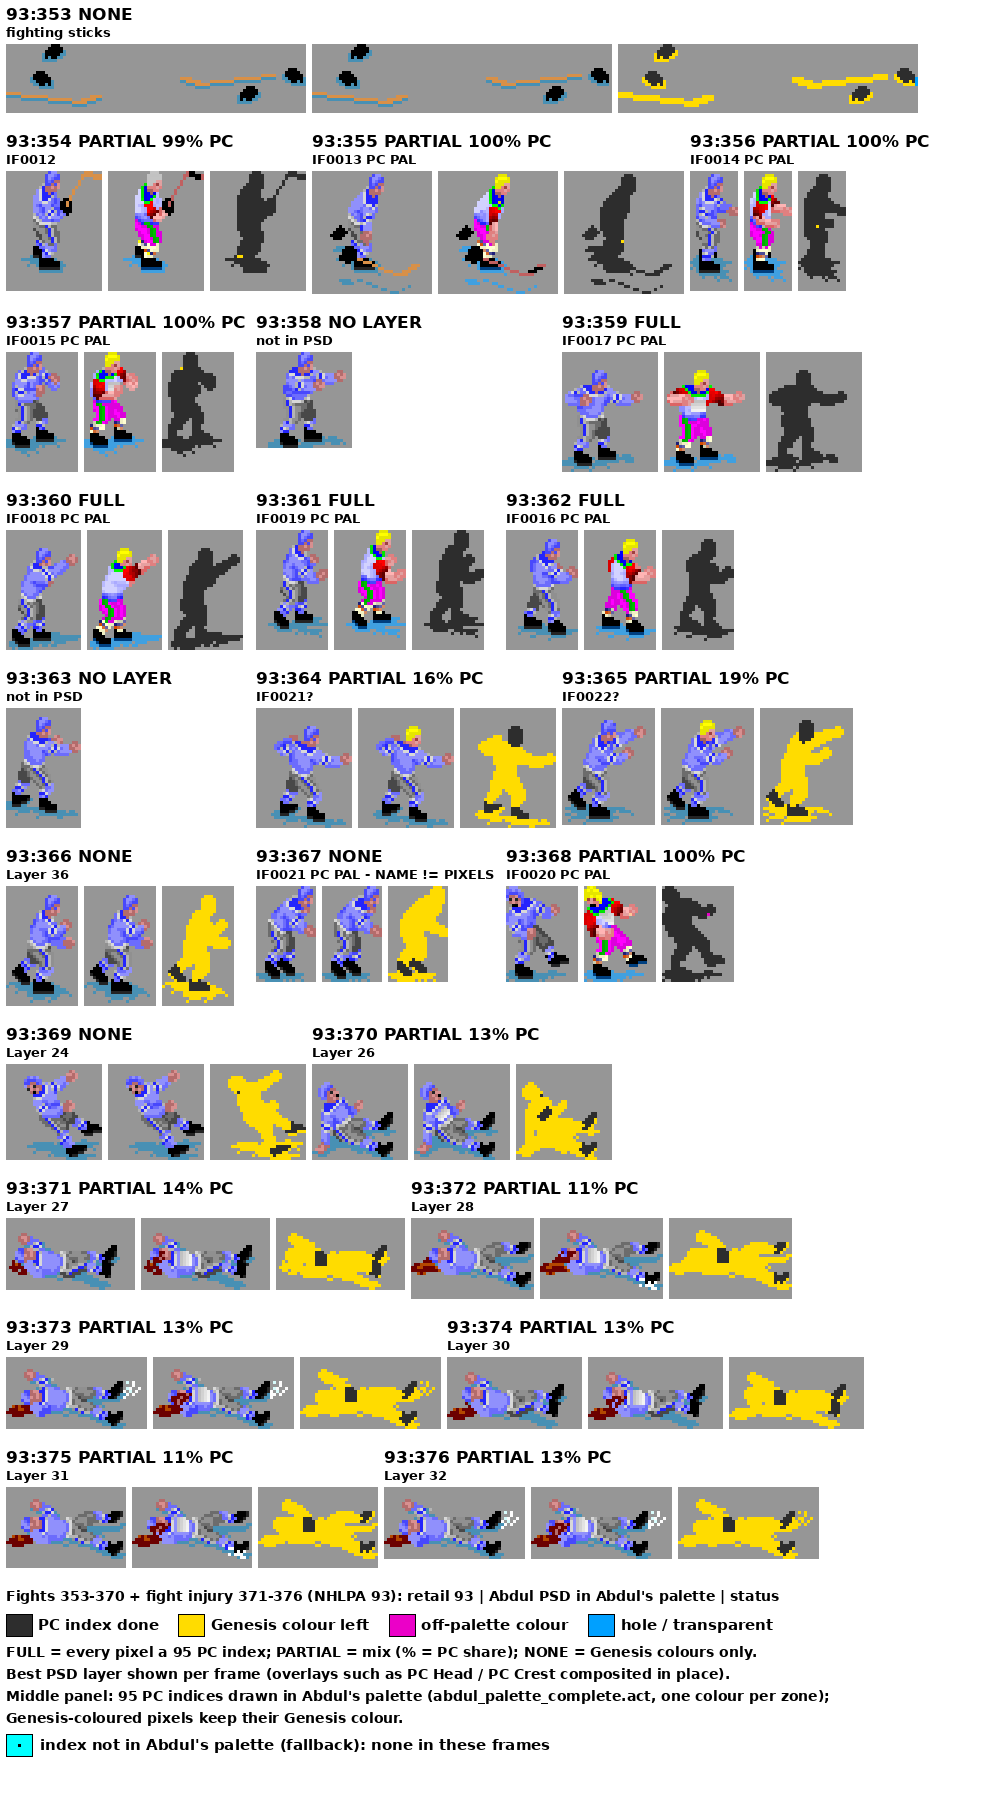 93:353 NONE
fighting sticks
93:354 PARTIAL 99% PC
IF0012
93:355 PARTIAL 100% PC
IF0013 PC PAL
93:356 PARTIAL 100% PC
IF0014 PC PAL
93:357 PARTIAL 100% PC
IF0015 PC PAL
93:358 NO LAYER
not in PSD
93:359 FULL
IF0017 PC PAL
93:360 FULL
IF0018 PC PAL
93:361 FULL
IF0019 PC PAL
93:362 FULL
IF0016 PC PAL
93:363 NO LAYER
not in PSD
93:364 PARTIAL 16% PC
IF0021?
93:365 PARTIAL 19% PC
IF0022?
93:366 NONE
Layer 36
93:367 NONE
IF0021 PC PAL - NAME != PIXELS
93:368 PARTIAL 100% PC
IF0020 PC PAL
93:369 NONE
Layer 24
93:370 PARTIAL 13% PC
Layer 26
93:371 PARTIAL 14% PC
Layer 27
93:372 PARTIAL 11% PC
Layer 28
93:373 PARTIAL 13% PC
Layer 29
93:374 PARTIAL 13% PC
Layer 30
93:375 PARTIAL 11% PC
Layer 31
93:376 PARTIAL 13% PC
Layer 32
Fights 353-370 + fight injury 371-376 (NHLPA 93): retail 93 | Abdul PSD in Abdul's palette | status
PC index done
Genesis colour left
off-palette colour
hole / transparent
FULL = every pixel a 95 PC index; PARTIAL = mix (% = PC share); NONE = Genesis colours only.
Best PSD layer shown per frame (overlays such as PC Head / PC Crest composited in place).
Middle panel: 95 PC indices drawn in Abdul's palette (abdul_palette_complete.act, one colour per zone);
Genesis-coloured pixels keep their Genesis colour.
index not in Abdul's palette (fallback): none in these frames